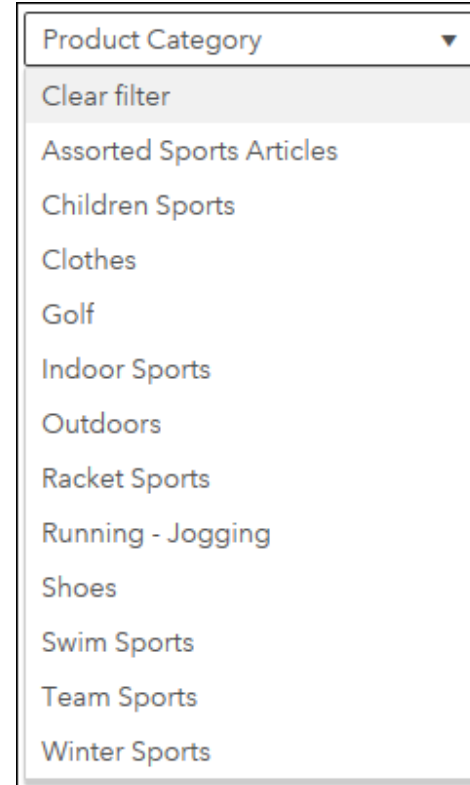 Product Category
Clear filter
Assorted Sports Articles
Children Sports
Clothes
Golf
Indoor Sports
Outdoors
Racket Sports
Running - Jogging
Shoes
Swim Sports
Team Sports
Winter Sports